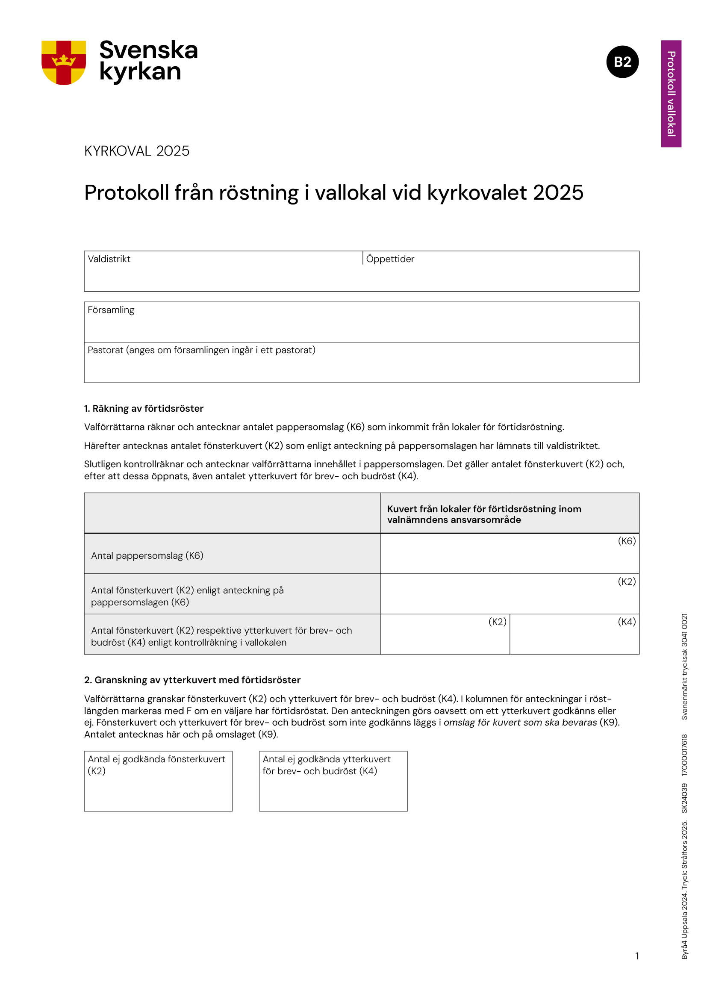 Svenska
kyrkan
B2
Protokoll vallokal
KYRKOVAL 2025
Protokoll från röstning i vallokal vid kyrkovalet 2025
Valdistrikt
Öppettider
Församling
Pastorat (anges om församlingen ingår i ett pastorat)
1. Räkning av förtidsröster
Valförrättarna räknar och antecknar antalet pappersomslag (K6) som inkommit från lokaler för förtidsröstning.
Härefter antecknas antalet fönsterkuvert (K2) som enligt anteckning på pappersomslagen har lämnats till valdistriktet.
Slutligen kontrollräknar och antecknar valförrättarna innehållet i pappersomslagen. Det gäller antalet fönsterkuvert (K2) och,
efter att dessa öppnats, även antalet ytterkuvert för brev- och budröst (K4).
Kuvert från lokaler för förtidsröstning inom
valnämndens ansvarsområde
Antal pappersomslag (K6)
(K6)
Antal fönsterkuvert (K2) enligt anteckning på
pappersomslagen (K6)
(K2)
Antal fönsterkuvert (K2) respektive ytterkuvert för brev- och
budröst (K4) enligt kontrollräkning i vallokalen
(K2)
(K4)
2. Granskning av ytterkuvert med förtidsröster
Valförrättarna granskar fönsterkuvert (K2) och ytterkuvert för brev- och budröst (K4). I kolumnen för anteckningar i röst-
längden markeras med F om en väljare har förtidsröstat. Den anteckningen görs oavsett om ett ytterkuvert godkänns eller
ej. Fönsterkuvert och ytterkuvert för brev- och budröst som inte godkänns läggs i omslag för kuvert som ska bevaras (K9).
Antalet antecknas här och på omslaget (K9).
Antal ej godkända fönsterkuvert
(K2)
Antal ej godkända ytterkuvert
för brev- och budröst (K4)
Byrå4 Uppsala 2024. Tryck: Strålfors 2025. SK24039 17000017618 Svanenmärkt trycksak 3041 0021
1